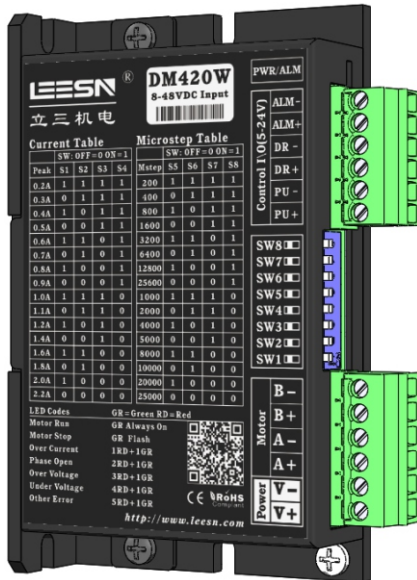 LEESN ®
立三机电
DM420W
8-48VDC Input
PWR/ALM
Current Table
SW: OFF=0 ON=1
Peak S1 S2 S3 S4
0.2A 1 1 1 1
0.3A 0 1 1 1
0.4A 1 0 1 1
0.5A 0 0 1 1
0.6A 1 1 0 1
0.7A 0 1 0 1
0.8A 1 0 0 1
0.9A 0 0 0 1
1.0A 1 1 1 0
1.1A 0 1 1 0
1.2A 1 0 1 0
1.4A 0 0 1 0
1.6A 1 1 0 0
1.8A 0 1 0 0
2.0A 1 0 0 0
2.2A 0 0 0 0
Microstep Table
SW: OFF=0 ON=1
Mstep S5 S6 S7 S8
200 1 1 1 1
400 0 1 1 1
800 1 0 1 1
1600 0 0 1 1
3200 1 1 0 1
6400 0 1 0 1
12800 1 0 0 1
25600 0 0 0 1
1000 1 1 1 0
2000 0 1 1 0
4000 1 0 1 0
5000 0 0 1 0
8000 1 1 0 0
10000 0 1 0 0
20000 1 0 0 0
25000 0 0 0 0
Control IO(5-24V)
ALM-
ALM+
DR-
DR+
PU-
PU+
SW8
SW7
SW6
SW5
SW4
SW3
SW2
SW1
Motor
B-
B+
A-
A+
Power
V-
V+
LED Codes GR=Green RD=Red
Motor Run GR Always On
Motor Stop GR Flash
Over Current 1RD+1GR
Phase Open 2RD+1GR
Over Voltage 3RD+1GR
Under Voltage 4RD+1GR
Other Error 5RD+1GR
CE RoHS
Compliant
http://www.leesn.com